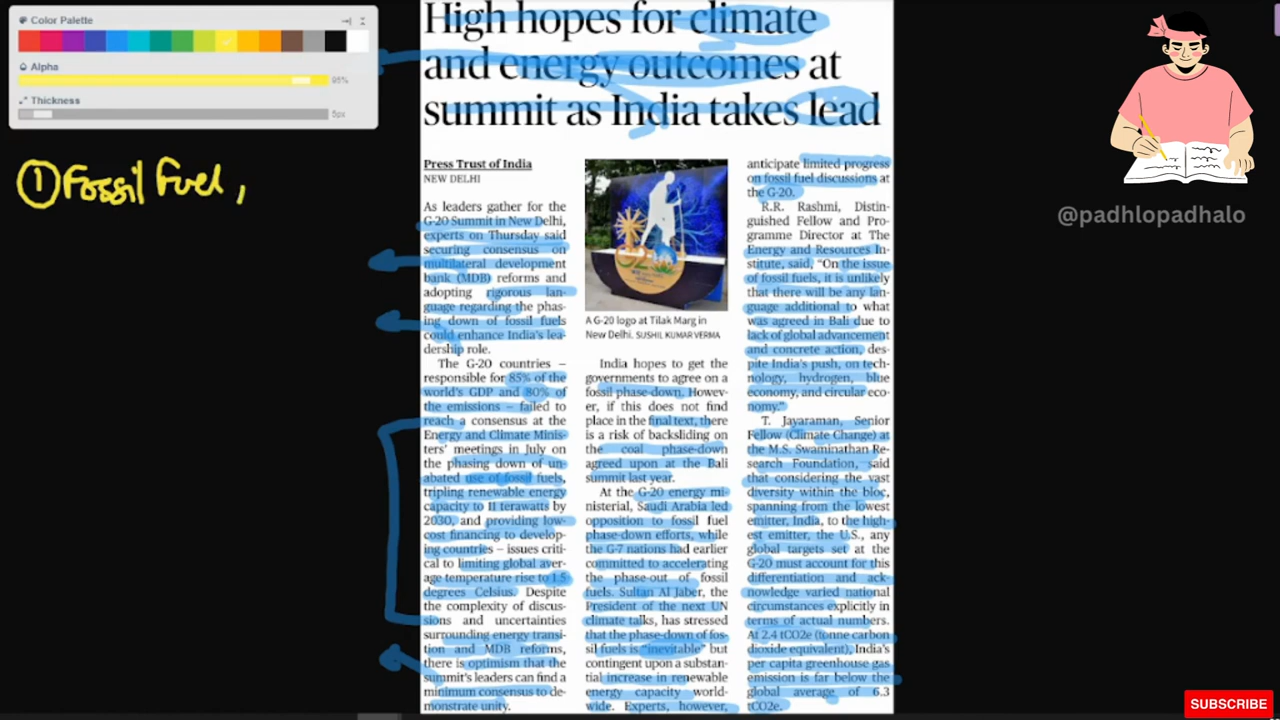 Color Palette
Alpha
95%
Thickness
5px
① Fossil Fuel,
High hopes for climate
and energy outcomes at
summit as India takes lead
Press Trust of India
NEW DELHI
As leaders gather for the
G-20 Summit in New Delhi,
experts on Thursday said
securing consensus on
multilateral development
bank (MDB) reforms and
adopting rigorous lan-
guage regarding the phas-
ing down of fossil fuels
could enhance India's lea-
dership role.
The G-20 countries –
responsible for 85% of the
world's GDP and 80% of
the emissions – failed to
reach a consensus at the
Energy and Climate Minis-
ters' meetings in July on
the phasing down of un-
abated use of fossil fuels,
tripling renewable energy
capacity to 11 terawatts by
2030, and providing low-
cost financing to develop-
ing countries – issues criti-
cal to limiting global aver-
age temperature rise to 1.5
degrees Celsius. Despite
the complexity of discus-
sions and uncertainties
surrounding energy transi-
tion and MDB reforms,
there is optimism that the
summit's leaders can find a
minimum consensus to de-
monstrate unity.
A G-20 logo at Tilak Marg in
New Delhi. SUSHIL KUMAR VERMA
India hopes to get the
governments to agree on a
fossil phase-down. Howev-
er, if this does not find
place in the final text, there
is a risk of backsliding on
the coal phase-down
agreed upon at the Bali
summit last year.
At the G-20 energy mi-
nisterial, Saudi Arabia led
opposition to fossil fuel
phase-down efforts, while
the G-7 nations had earlier
committed to accelerating
the phase-out of fossil
fuels. Sultan Al Jaber, the
President of the next UN
climate talks, has stressed
that the phase-down of fos-
sil fuels is "inevitable" but
contingent upon a substan-
tial increase in renewable
energy capacity world-
wide. Experts, however,
anticipate limited progress
on fossil fuel discussions at
the G-20.
R.R. Rashmi, Distin-
guished Fellow and Pro-
gramme Director at The
Energy and Resources In-
stitute, said, "On the issue
of fossil fuels, it is unlikely
that there will be any lan-
guage additional to what
was agreed in Bali due to
lack of global advancement
and concrete action, des-
pite India's push, on tech-
nology, hydrogen, blue
economy, and circular eco-
nomy."
T. Jayaraman, Senior
Fellow (Climate Change) at
the M.S. Swaminathan Re-
search Foundation, said
that considering the vast
diversity within the bloc,
spanning from the lowest
emitter, India, to the high-
est emitter, the U.S., any
global targets set at the
G-20 must account for this
differentiation and ack-
nowledge varied national
circumstances explicitly in
terms of actual numbers.
At 2.4 tCO2e (tonne carbon
dioxide equivalent), India's
per capita greenhouse gas
emission is far below the
global average of 6.3
tCO2e.
@padhlopadhalo
SUBSCRIBE